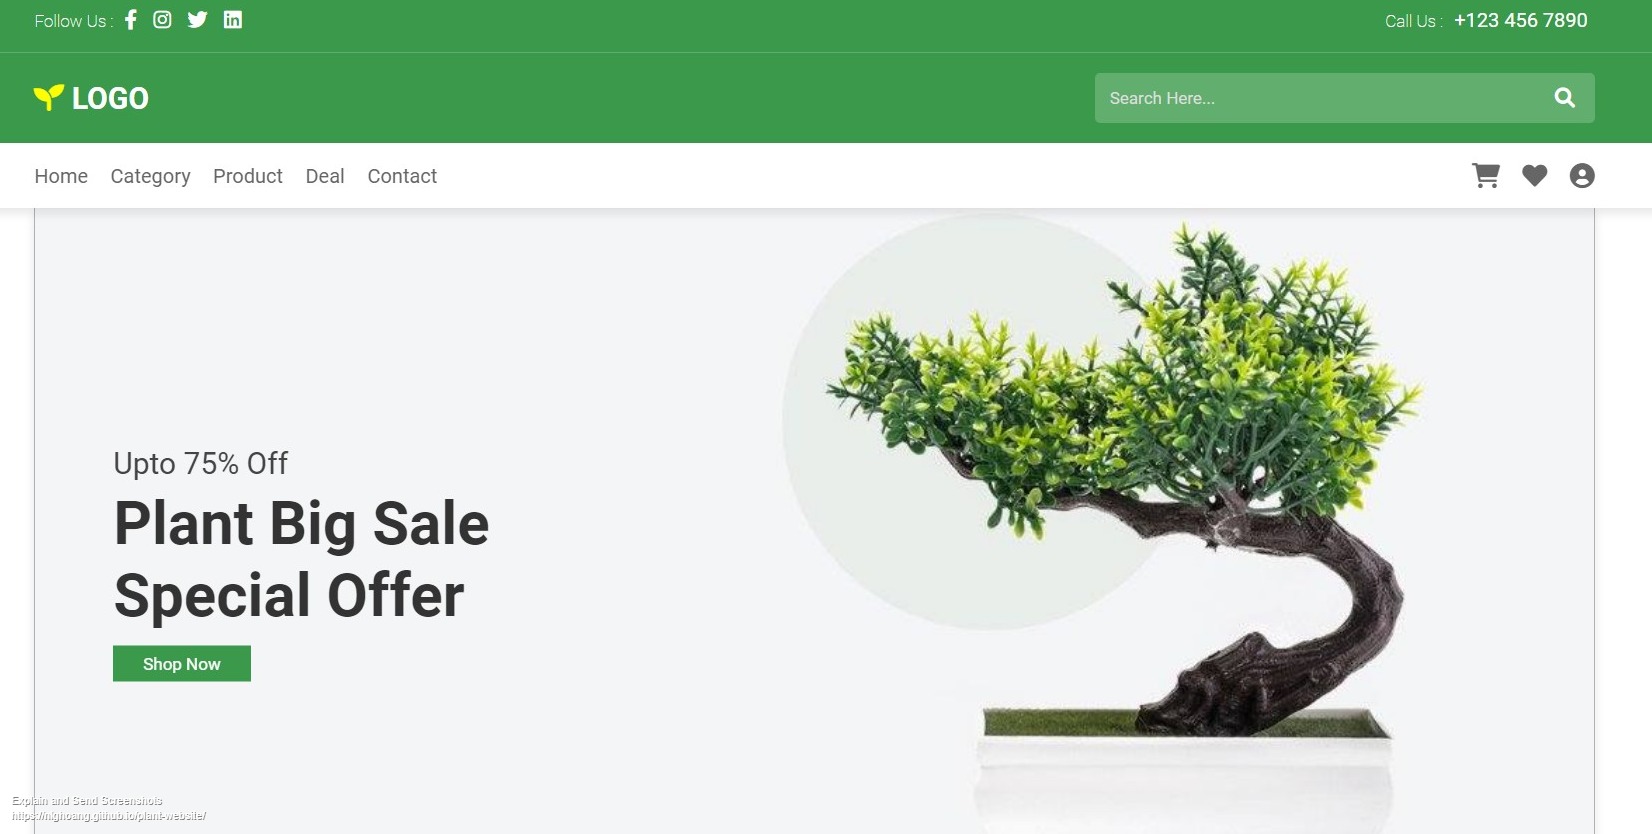 Follow Us :
Call Us : +123 456 7890
LOGO
Search Here...
Home Category Product Deal Contact
Upto 75% Off
Plant Big Sale
Special Offer
Shop Now
Explain and Send Screenshots
https://nighoang.github.io/plant-website/